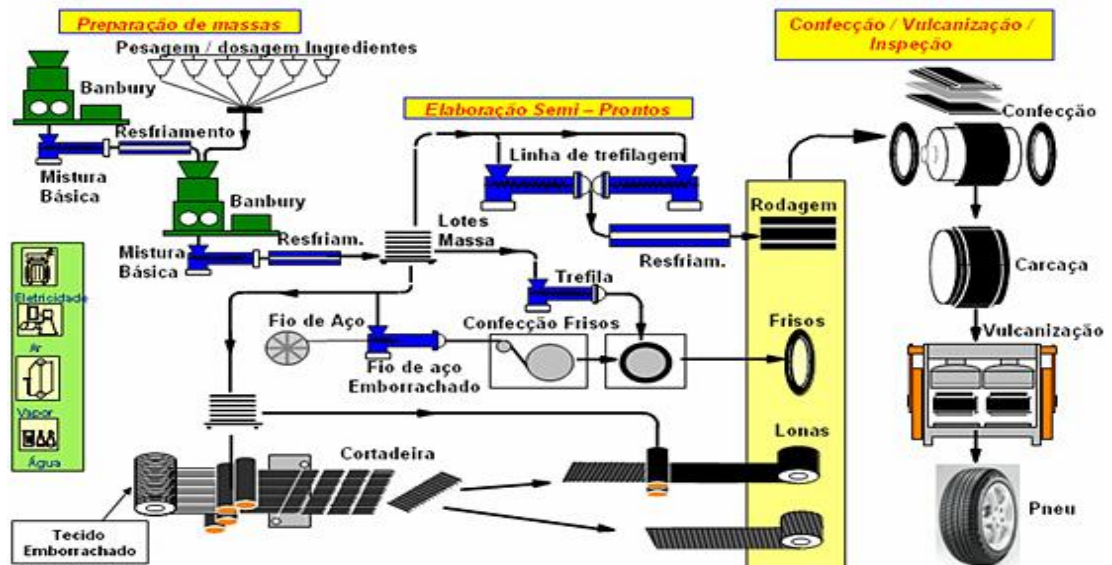 Preparação de massas
Pesagem / dosagem Ingredientes
Banbury
Resfriamento
Mistura
Básica
Banbury
Mistura
Básica
Resfriam.
Elaboração Semi – Prontos
Linha de trefilagem
Lotes
Massa
Resfriam.
Trefila
Fio de Aço
Fio de aço
Emborrachado
Confecção Frisos
Cortadeira
Tecido
Emborrachado
Eletricidade
Ar
Vapor
Água
Rodagem
Frisos
Lonas
Confecção / Vulcanização /
Inspeção
Confecção
Carcaça
Vulcanização
Pneu